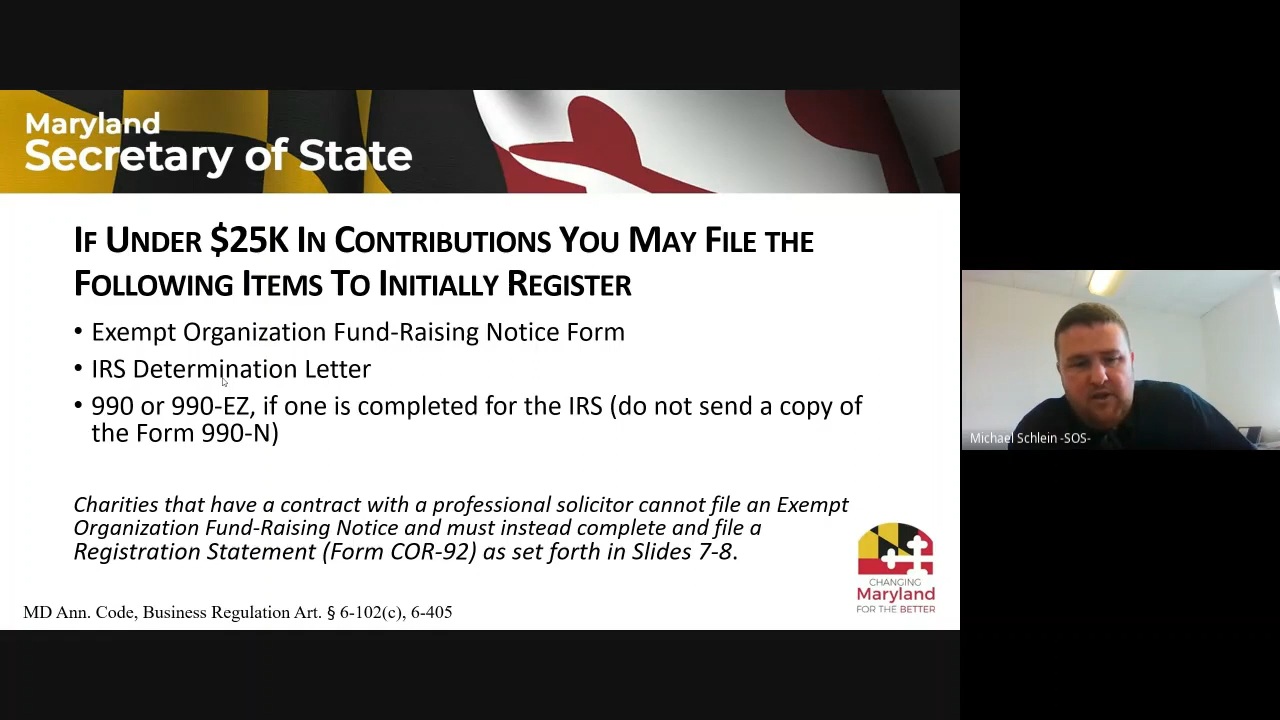 Maryland
Secretary of State
IF UNDER $25K IN CONTRIBUTIONS YOU MAY FILE THE
FOLLOWING ITEMS TO INITIALLY REGISTER
• Exempt Organization Fund-Raising Notice Form
• IRS Determination Letter
• 990 or 990-EZ, if one is completed for the IRS (do not send a copy of
the Form 990-N)
Charities that have a contract with a professional solicitor cannot file an Exempt
Organization Fund-Raising Notice and must instead complete and file a
Registration Statement (Form COR-92) as set forth in Slides 7-8.
CHANGING
Maryland
FOR THE BETTER
MD Ann. Code, Business Regulation Art. § 6-102(c), 6-405
Michael Schlein -SOS-